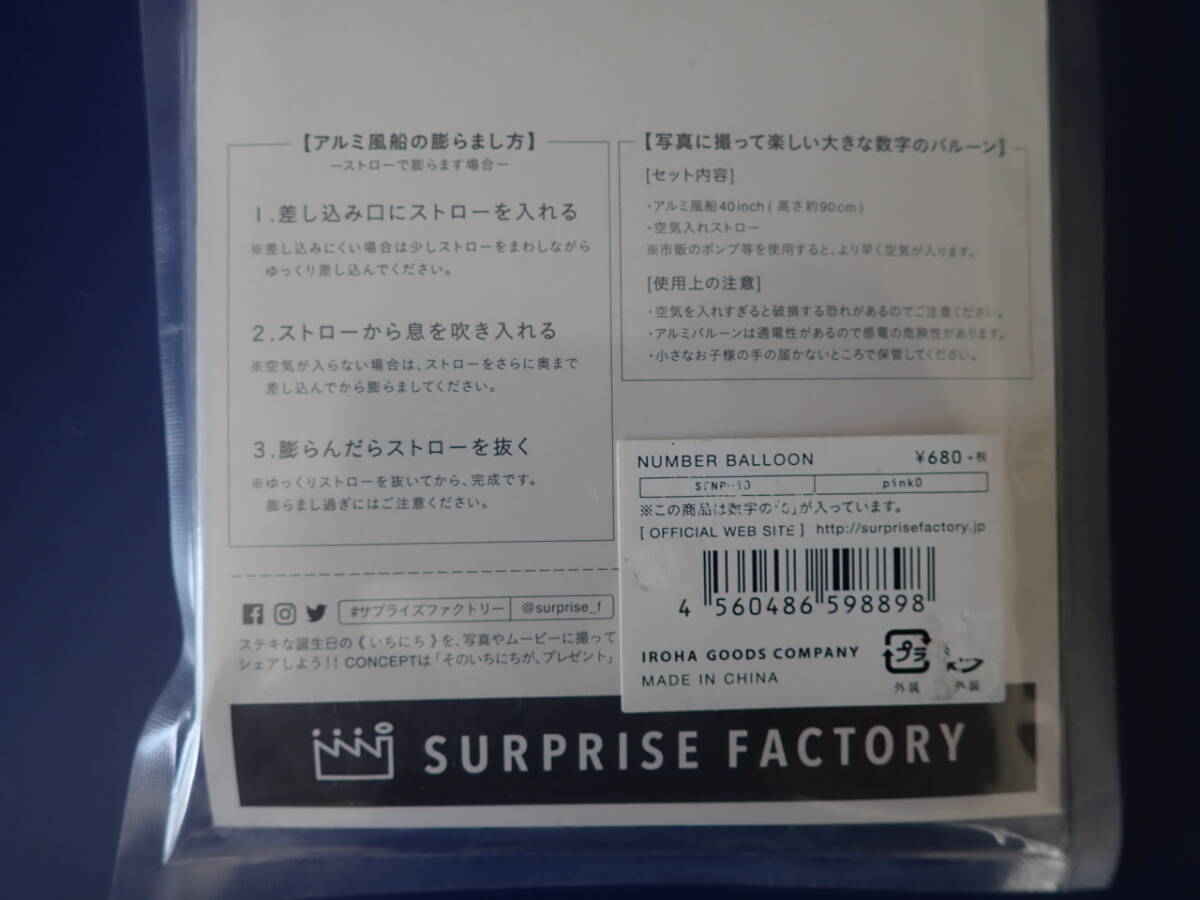 【アルミ風船の膨らまし方】
ーストローで膨らます場合ー
1.差し込み口にストローを入れる
※差し込みにくい場合は少しストローをまわしながら
ゆっくり差し込んでください。
2.ストローから息を吹き入れる
※空気が入らない場合は、ストローをさらに奥まで
差し込んでから膨らましてください。
3.膨らんだらストローを抜く
※ゆっくりストローを抜いてから、完成です。
膨らまし過ぎにはご注意ください。
【写真に撮って楽しい大きな数字のバルーン】
[セット内容]
・アルミ風船40inch(高さ約90cm)
・空気入れストロー
※市販のポンプ等を使用すると、より早く空気が入ります。
[使用上の注意]
・空気を入れすぎると破損する恐れがあるのでご注意ください。
・アルミバルーンは通電性があるので感電の危険性があります。
・小さなお子様の手の届かないところで保管してください。
NUMBER BALLOON ¥680+税
pink0
※この商品は数字の「」が入っています。
[OFFICIAL WEB SITE] http://surprisefactory.jp
4 560486 598898
IROHA GOODS COMPANY
MADE IN CHINA
プラ
外装 外装
#サプライズファクトリー @surprise_f
ステキな誕生日の《いちにち》を、写真やムービーに撮って
シェアしよう!! CONCEPTは「そのいちにちが、プレゼント」
SURPRISE FACTORY